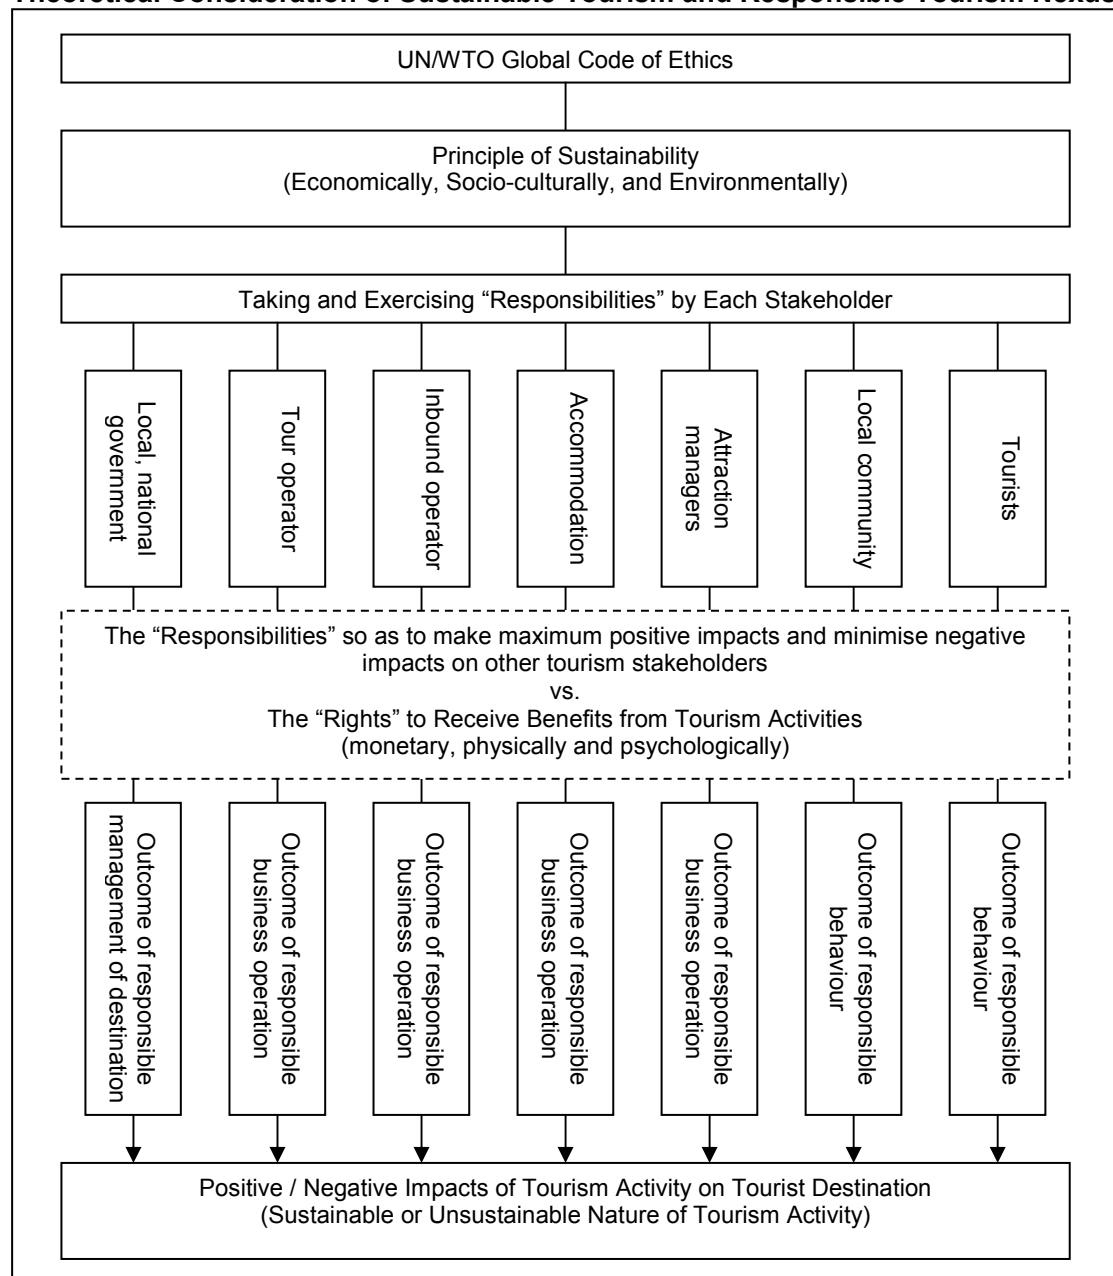 Theoretical Consideration of Sustainable Tourism and Responsible Tourism Nexus
UN/WTO Global Code of Ethics
Principle of Sustainability
(Economically, Socio-culturally, and Environmentally)
Taking and Exercising “Responsibilities” by Each Stakeholder
Local, national
government
Tour operator
Inbound operator
Accommodation
Attraction
managers
Local community
Tourists
The “Responsibilities” so as to make maximum positive impacts and minimise negative
impacts on other tourism stakeholders
vs.
The “Rights” to Receive Benefits from Tourism Activities
(monetary, physically and psychologically)
Outcome of responsible
management of destination
Outcome of responsible
business operation
Outcome of responsible
business operation
Outcome of responsible
business operation
Outcome of responsible
business operation
Outcome of responsible
behaviour
Outcome of responsible
behaviour
Positive / Negative Impacts of Tourism Activity on Tourist Destination
(Sustainable or Unsustainable Nature of Tourism Activity)